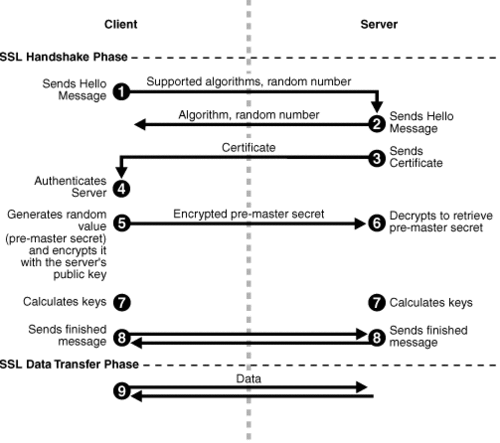 Client
Server
SSL Handshake Phase
Sends Hello
Message
1
Supported algorithms, random number
Algorithm, random number
2
Sends Hello
Message
Certificate
3
Sends
Certificate
Authenticates
Server
4
Generates random
value
(pre-master secret)
and encrypts it
with the server's
public key
5
Encrypted pre-master secret
6
Decrypts to retrieve
pre-master secret
Calculates keys
7
7
Calculates keys
Sends finished
message
8
8
Sends finished
message
SSL Data Transfer Phase
Data
9